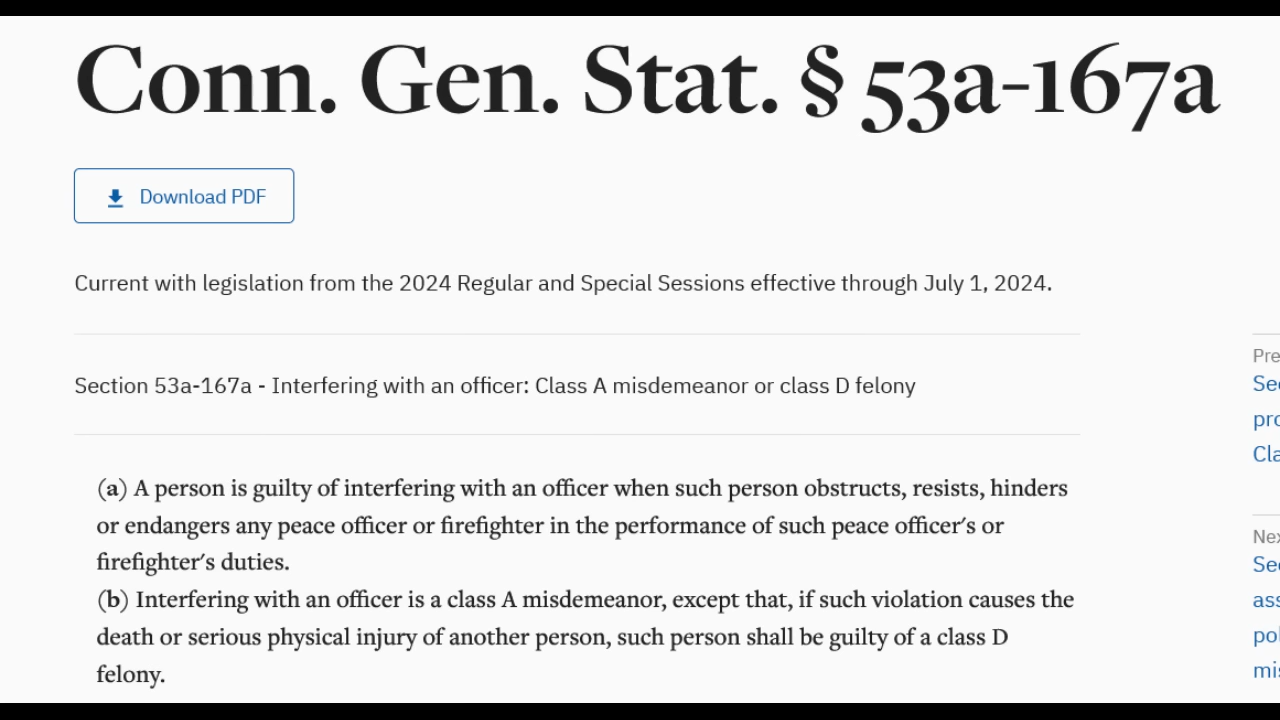 Conn. Gen. Stat. § 53a-167a
Download PDF
Current with legislation from the 2024 Regular and Special Sessions effective through July 1, 2024.
Section 53a-167a - Interfering with an officer: Class A misdemeanor or class D felony
(a) A person is guilty of interfering with an officer when such person obstructs, resists, hinders
or endangers any peace officer or firefighter in the performance of such peace officer's or
firefighter's duties.
(b) Interfering with an officer is a class A misdemeanor, except that, if such violation causes the
death or serious physical injury of another person, such person shall be guilty of a class D
felony.